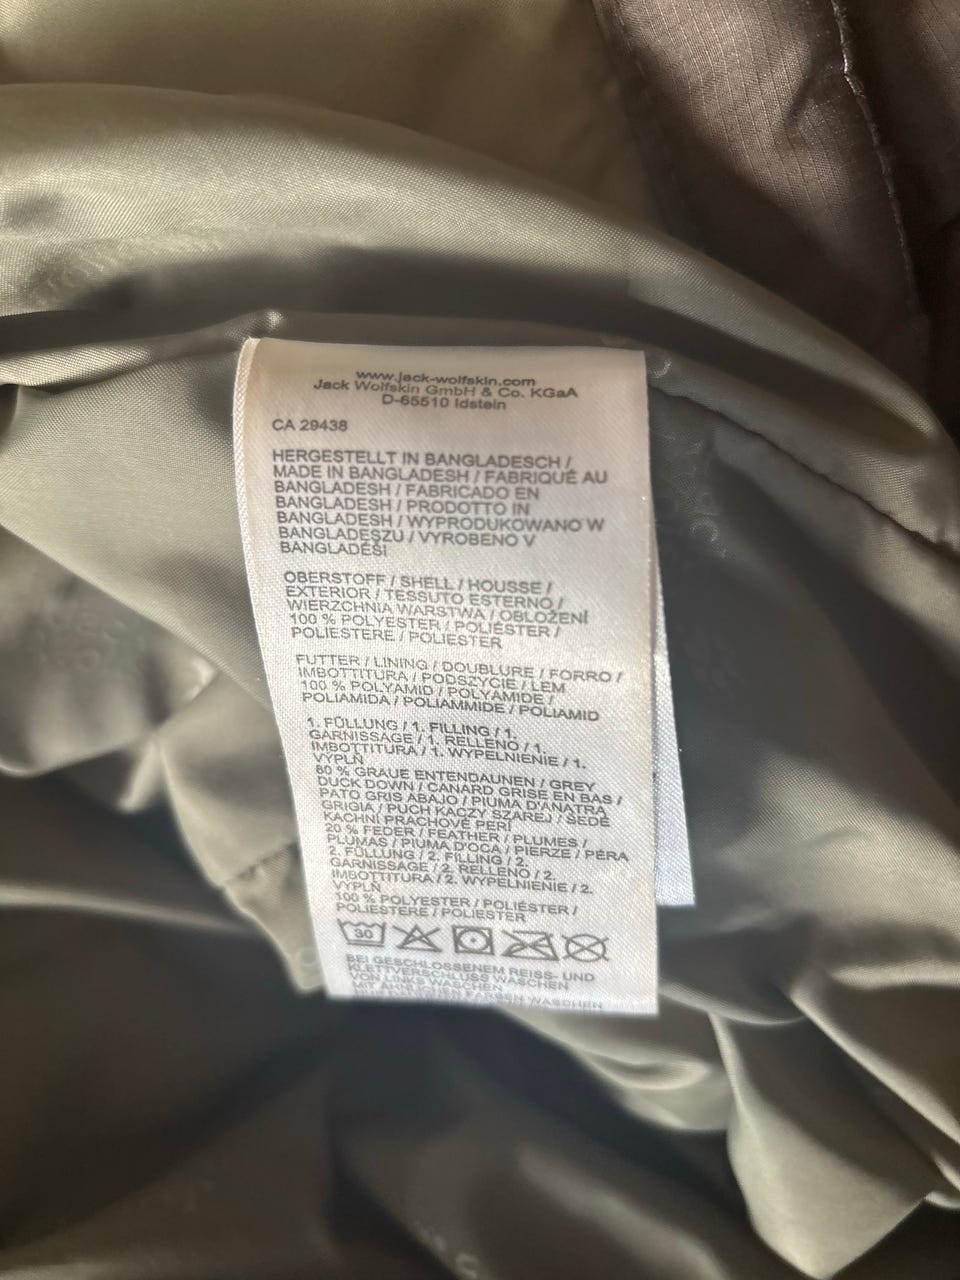 www.jack-wolfskin.com
Jack Wolfskin GmbH & Co. KGaA
D-65510 Idstein
CA 29438
HERGESTELLT IN BANGLADESCH /
MADE IN BANGLADESH / FABRIQUÉ AU
BANGLADESH / FABRICADO EN
BANGLADESH / PRODOTTO IN
BANGLADESH / WYPRODUKOWANO W
BANGLADESZU / VYROBENO V
BANGLADÉŠI
OBERSTOFF / SHELL / HOUSSE /
EXTERIOR / TESSUTO ESTERNO /
WIERZCHNIA WARSTWA / OBLOŽENÍ
100 % POLYESTER / POLIÉSTER /
POLIESTERE / POLIESTER
FUTTER / LINING / DOUBLURE / FORRO /
IMBOTTITURA / PODSZYCIE / LEM
100 % POLYAMID / POLYAMIDE /
POLIAMIDA / POLIAMMIDE / POLIAMID
1. FÜLLUNG / 1. FILLING / 1.
GARNISSAGE / 1. RELLENO / 1.
IMBOTTITURA / 1. WYPEŁNIENIE / 1.
VÝPLŇ
80 % GRAUE ENTENDAUNEN / GREY
DUCK DOWN / CANARD GRISE EN BAS /
PATO GRIS ABAJO / PIUMA D'ANATRA
GRIGIA / PUCH KACZY SZAREJ / ŠEDÉ
KACHNÍ PRACHOVÉ PEŘÍ
20 % FEDER / FEATHER / PLUMES /
PLUMAS / PIUMA D'OCA / PIERZE / PÉRA
2. FÜLLUNG / 2. FILLING / 2.
GARNISSAGE / 2. RELLENO / 2.
IMBOTTITURA / 2. WYPEŁNIENIE / 2.
VÝPLŇ
100 % POLYESTER / POLIÉSTER /
POLIESTERE / POLIESTER
30
BEI GESCHLOSSENEM REISS- UND
KLETTVERSCHLUSS WASCHEN
VON LINKS WASCHEN
MIT ÄHNLICHEN FARBEN WASCHEN